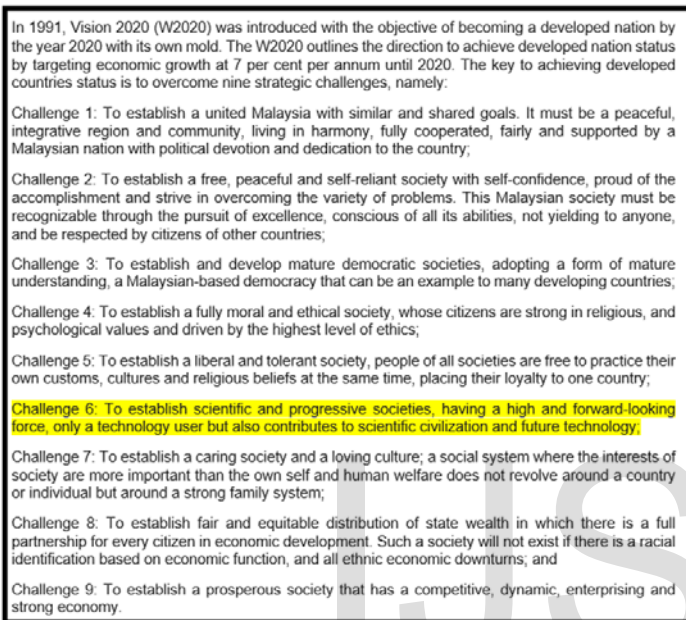 In 1991, Vision 2020 (W2020) was introduced with the objective of becoming a developed nation by
the year 2020 with its own mold. The W2020 outlines the direction to achieve developed nation status
by targeting economic growth at 7 per cent per annum until 2020. The key to achieving developed
countries status is to overcome nine strategic challenges, namely:
Challenge 1: To establish a united Malaysia with similar and shared goals. It must be a peaceful,
integrative region and community, living in harmony, fully cooperated, fairly and supported by a
Malaysian nation with political devotion and dedication to the country;
Challenge 2: To establish a free, peaceful and self-reliant society with self-confidence, proud of the
accomplishment and strive in overcoming the variety of problems. This Malaysian society must be
recognizable through the pursuit of excellence, conscious of all its abilities, not yielding to anyone,
and be respected by citizens of other countries;
Challenge 3: To establish and develop mature democratic societies, adopting a form of mature
understanding, a Malaysian-based democracy that can be an example to many developing countries;
Challenge 4: To establish a fully moral and ethical society, whose citizens are strong in religious, and
psychological values and driven by the highest level of ethics;
Challenge 5: To establish a liberal and tolerant society, people of all societies are free to practice their
own customs, cultures and religious beliefs at the same time, placing their loyalty to one country;
Challenge 6: To establish scientific and progressive societies, having a high and forward-looking
force, only a technology user but also contributes to scientific civilization and future technology;
Challenge 7: To establish a caring society and a loving culture; a social system where the interests of
society are more important than the own self and human welfare does not revolve around a country
or individual but around a strong family system;
Challenge 8: To establish fair and equitable distribution of state wealth in which there is a full
partnership for every citizen in economic development. Such a society will not exist if there is a racial
identification based on economic function, and all ethnic economic downturns; and
Challenge 9: To establish a prosperous society that has a competitive, dynamic, enterprising and
strong economy.